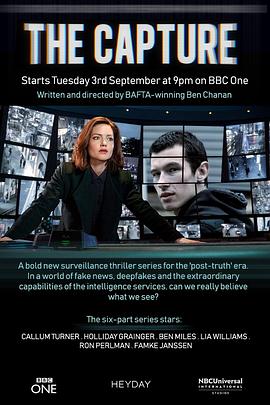 THE CAPTURE
Starts Tuesday 3rd September at 9pm on BBC One
Written and directed by BAFTA-winning Ben Chanan
A bold new surveillance thriller series for the 'post-truth' era.
In a world of fake news, deepfakes and the extraordinary
capabilities of the intelligence services, can we really believe
what we see?
The six-part series stars:
CALLUM TURNER . HOLLIDAY GRAINGER . BEN MILES . LIA WILLIAMS .
RON PERLMAN . FAMKE JANSSEN
BBC
ONE
HEYDAY
NBCUniversal
INTERNATIONAL
STUDIOS